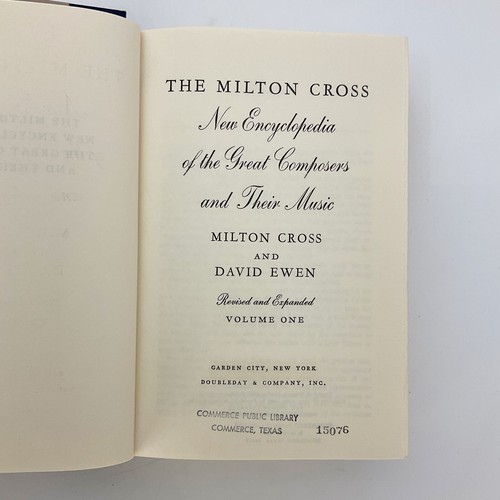 THE MILTON CROSS
New Encyclopedia
of the Great Composers
and Their Music
MILTON CROSS
AND
DAVID EWEN
Revised and Expanded
VOLUME ONE
GARDEN CITY, NEW YORK
DOUBLEDAY & COMPANY, INC.
COMMERCE PUBLIC LIBRARY
COMMERCE, TEXAS 15076